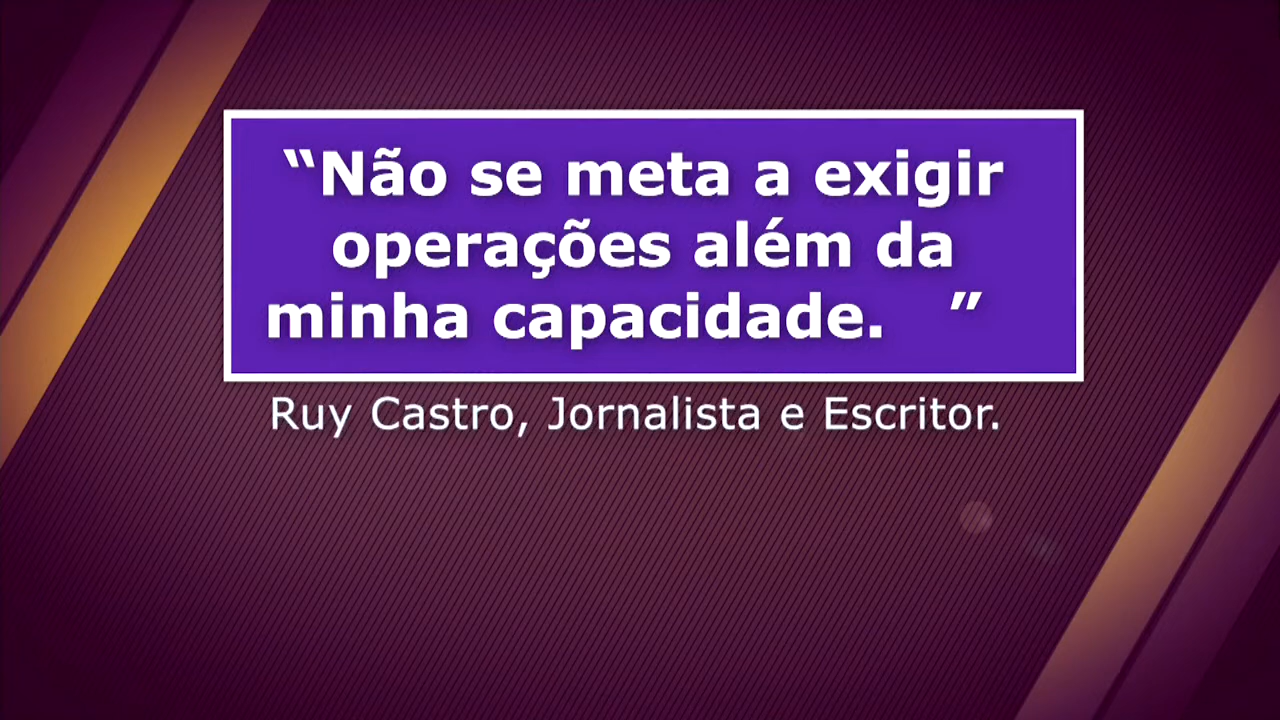 “Não se meta a exigir
operações além da
minha capacidade. ”
Ruy Castro, Jornalista e Escritor.